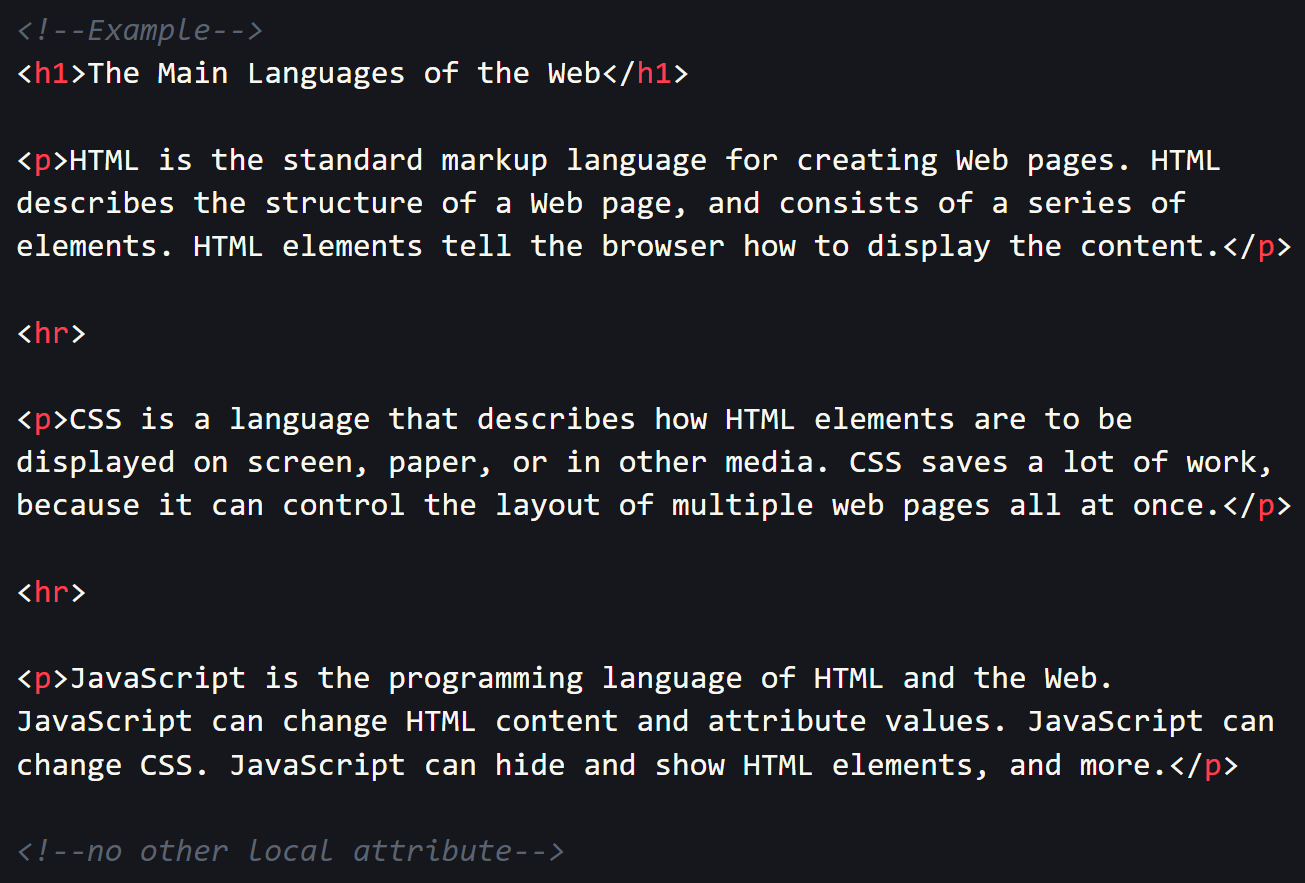 <!--Example-->
<h1>The Main Languages of the Web</h1>
<p>HTML is the standard markup language for creating Web pages. HTML
describes the structure of a Web page, and consists of a series of
elements. HTML elements tell the browser how to display the content.</p>
<hr>
<p>CSS is a language that describes how HTML elements are to be
displayed on screen, paper, or in other media. CSS saves a lot of work,
because it can control the layout of multiple web pages all at once.</p>
<hr>
<p>JavaScript is the programming language of HTML and the Web.
JavaScript can change HTML content and attribute values. JavaScript can
change CSS. JavaScript can hide and show HTML elements, and more.</p>
<!--no other local attribute-->